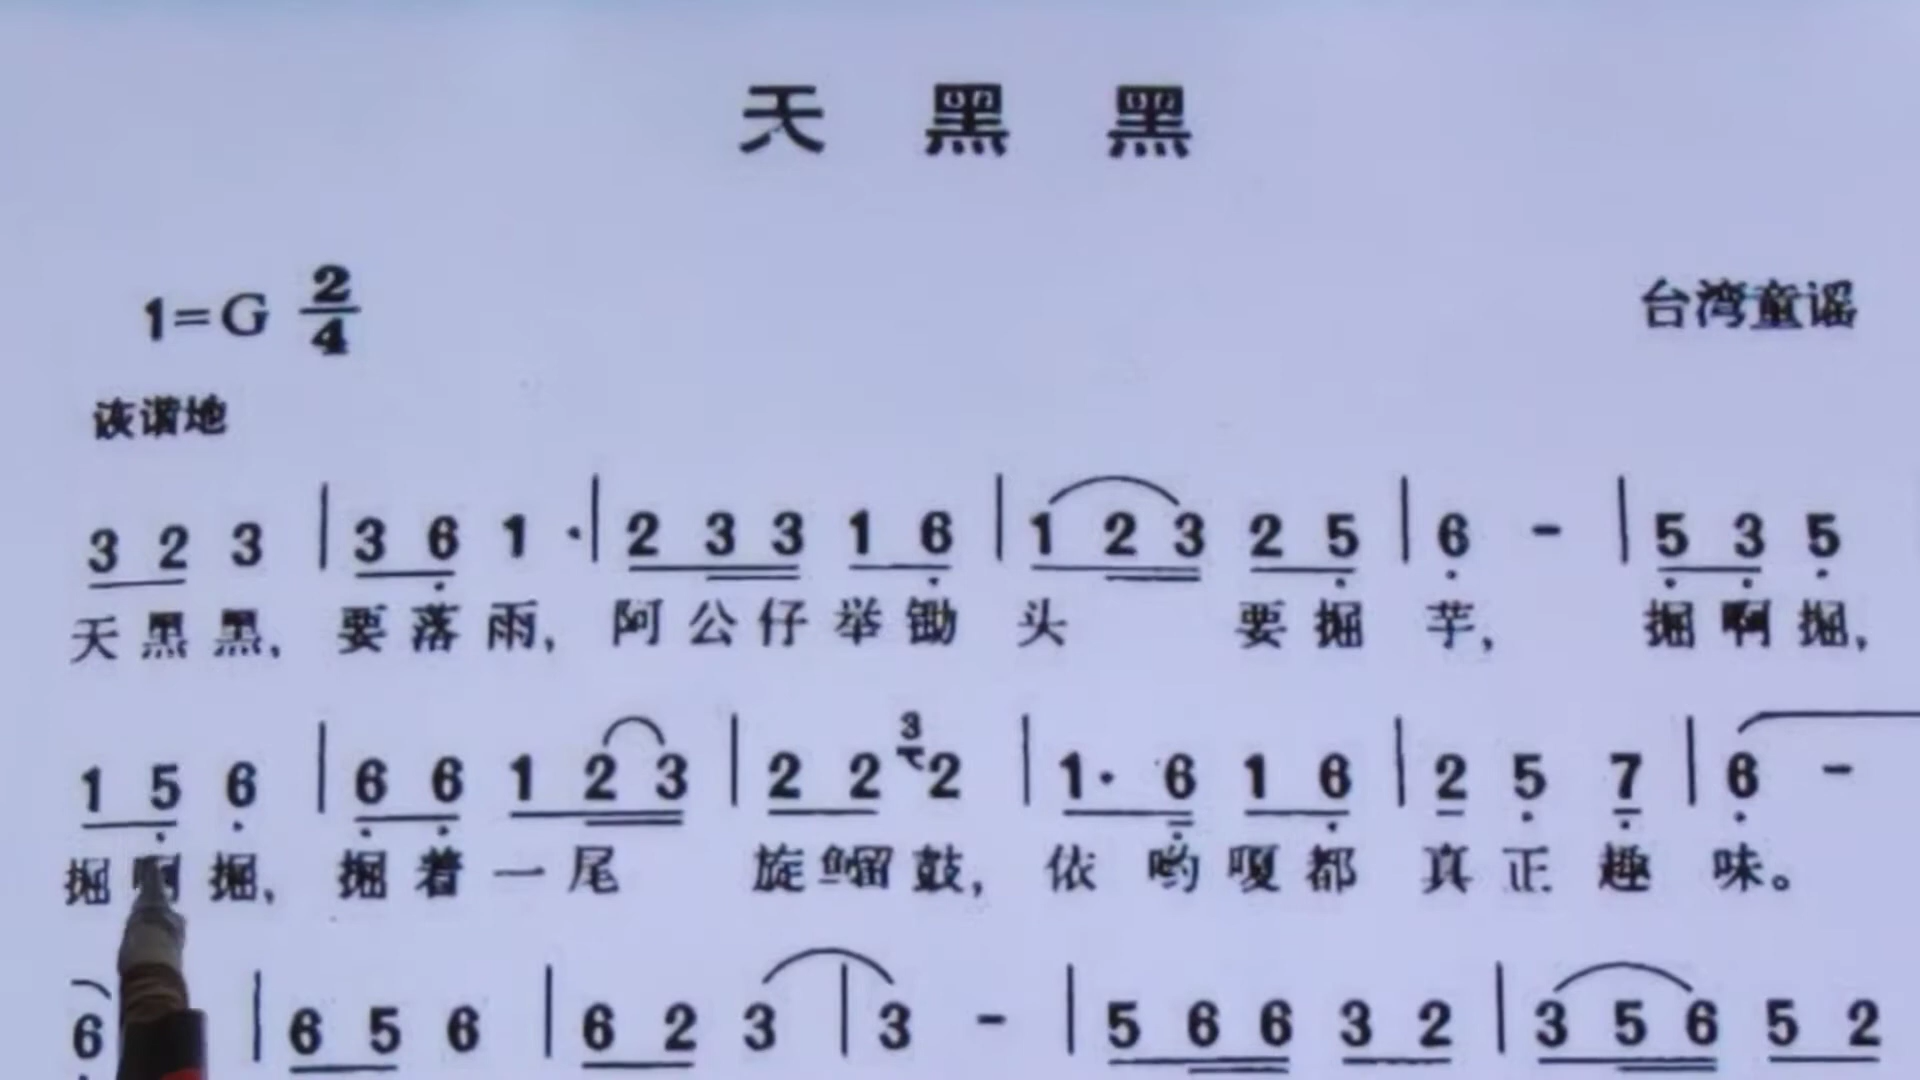 天 黑 黑
1=G 2/4
台湾童谣
诙谐地
3 2 3 | 3 6 1 · | 2 3 3 1 6 | 1 2 3 2 5 | 6 - | 5 3 5
天 黑 黑, 要 落 雨, 阿 公 仔 举 锄 头 要 掘 芋, 掘 啊 掘,
1 5 6 | 6 6 1 2 3 | 2 2 3 2 | 1· 6 1 6 | 2 5 7 | 6 -
掘 啊 掘, 掘 着 一 尾 旋 鰡 鼓, 依 哟 嗄 都 真 正 趣 味。
6 | 6 5 6 | 6 2 3 | 3 - | 5 6 6 3 2 | 3 5 6 5 2